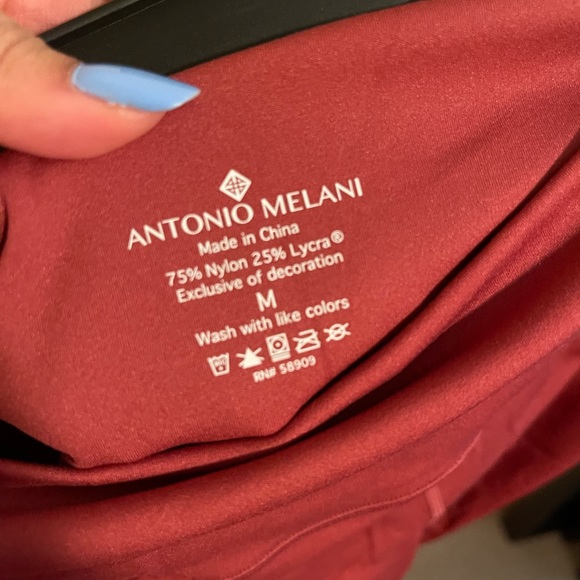 ANTONIO MELANI
Made in China
75% Nylon 25% Lycra®
Exclusive of decoration
M
Wash with like colors
RN# 58909